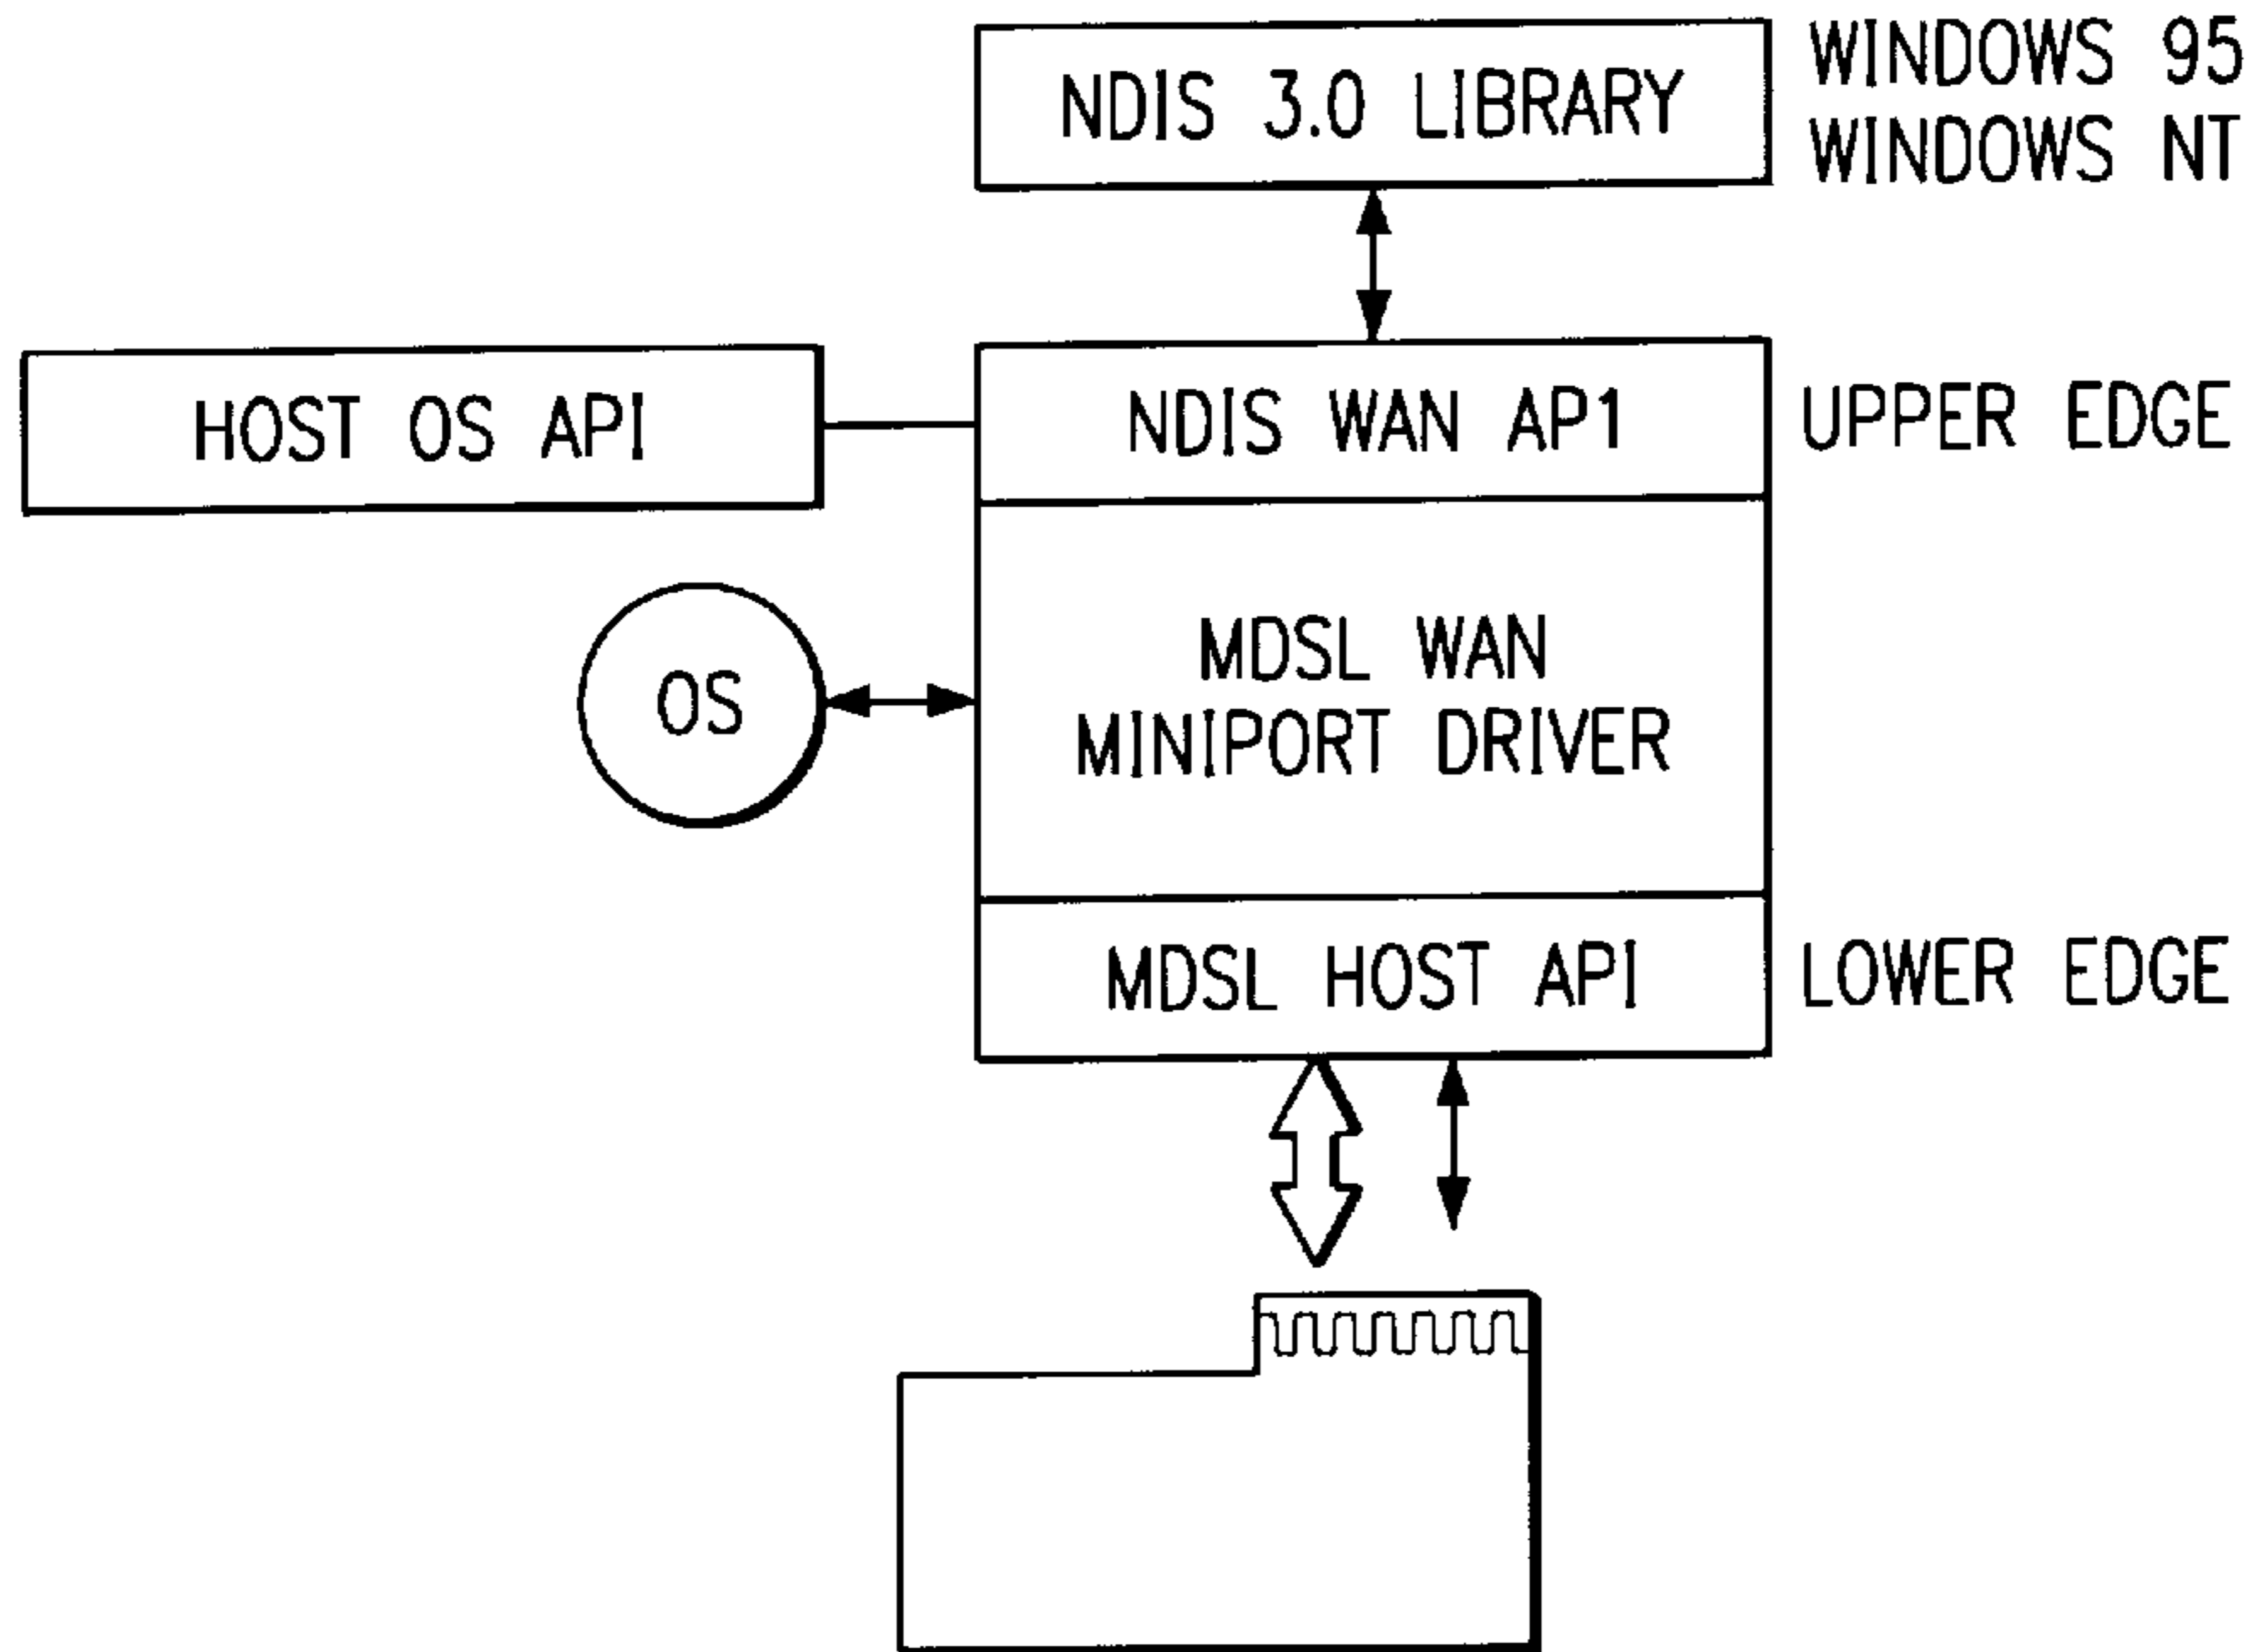 NDIS 3.0 LIBRARY
WINDOWS 95
WINDOWS NT
HOST OS API
NDIS WAN AP1
UPPER EDGE
OS
MDSL WAN
MINIPORT DRIVER
MDSL HOST API
LOWER EDGE